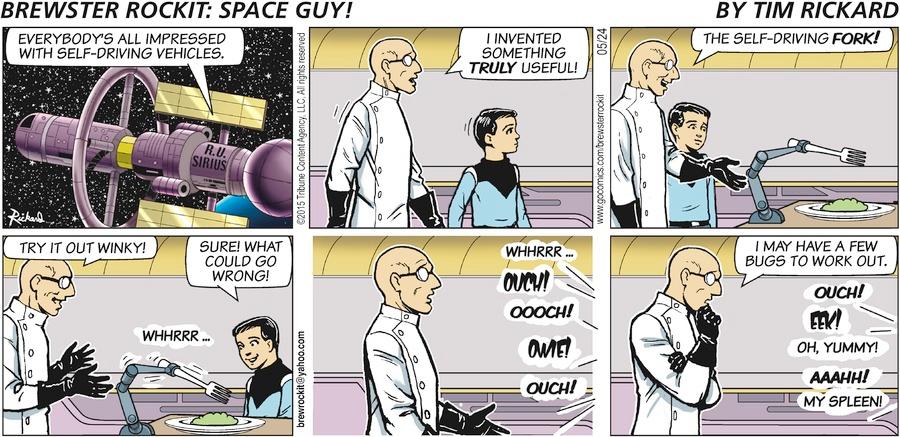 BREWSTER ROCKIT: SPACE GUY!
BY TIM RICKARD
EVERYBODY'S ALL IMPRESSED
WITH SELF-DRIVING VEHICLES.
R.U.
SIRIUS
Rickard
©2015 Tribune Content Agency, LLC. All rights reserved
I INVENTED
SOMETHING
TRULY USEFUL!
05/24
www.gocomics.com/brewsterrockit
THE SELF-DRIVING FORK!
TRY IT OUT WINKY!
SURE! WHAT
COULD GO
WRONG!
WHHRRR ...
brewrockit@yahoo.com
WHHRRR ...
OUCH!
OOOCH!
OWIE!
OUCH!
I MAY HAVE A FEW
BUGS TO WORK OUT.
OUCH!
EEK!
OH, YUMMY!
AAAHH!
MY SPLEEN!